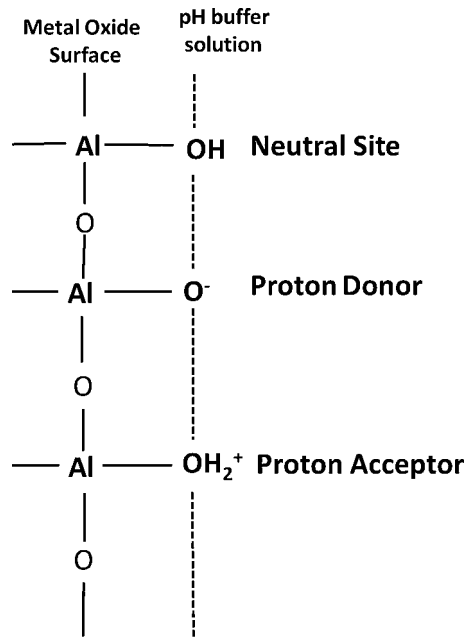 Metal Oxide
Surface
pH buffer
solution
Al OH Neutral Site
O
Al O⁻ Proton Donor
O
Al OH₂⁺ Proton Acceptor
O